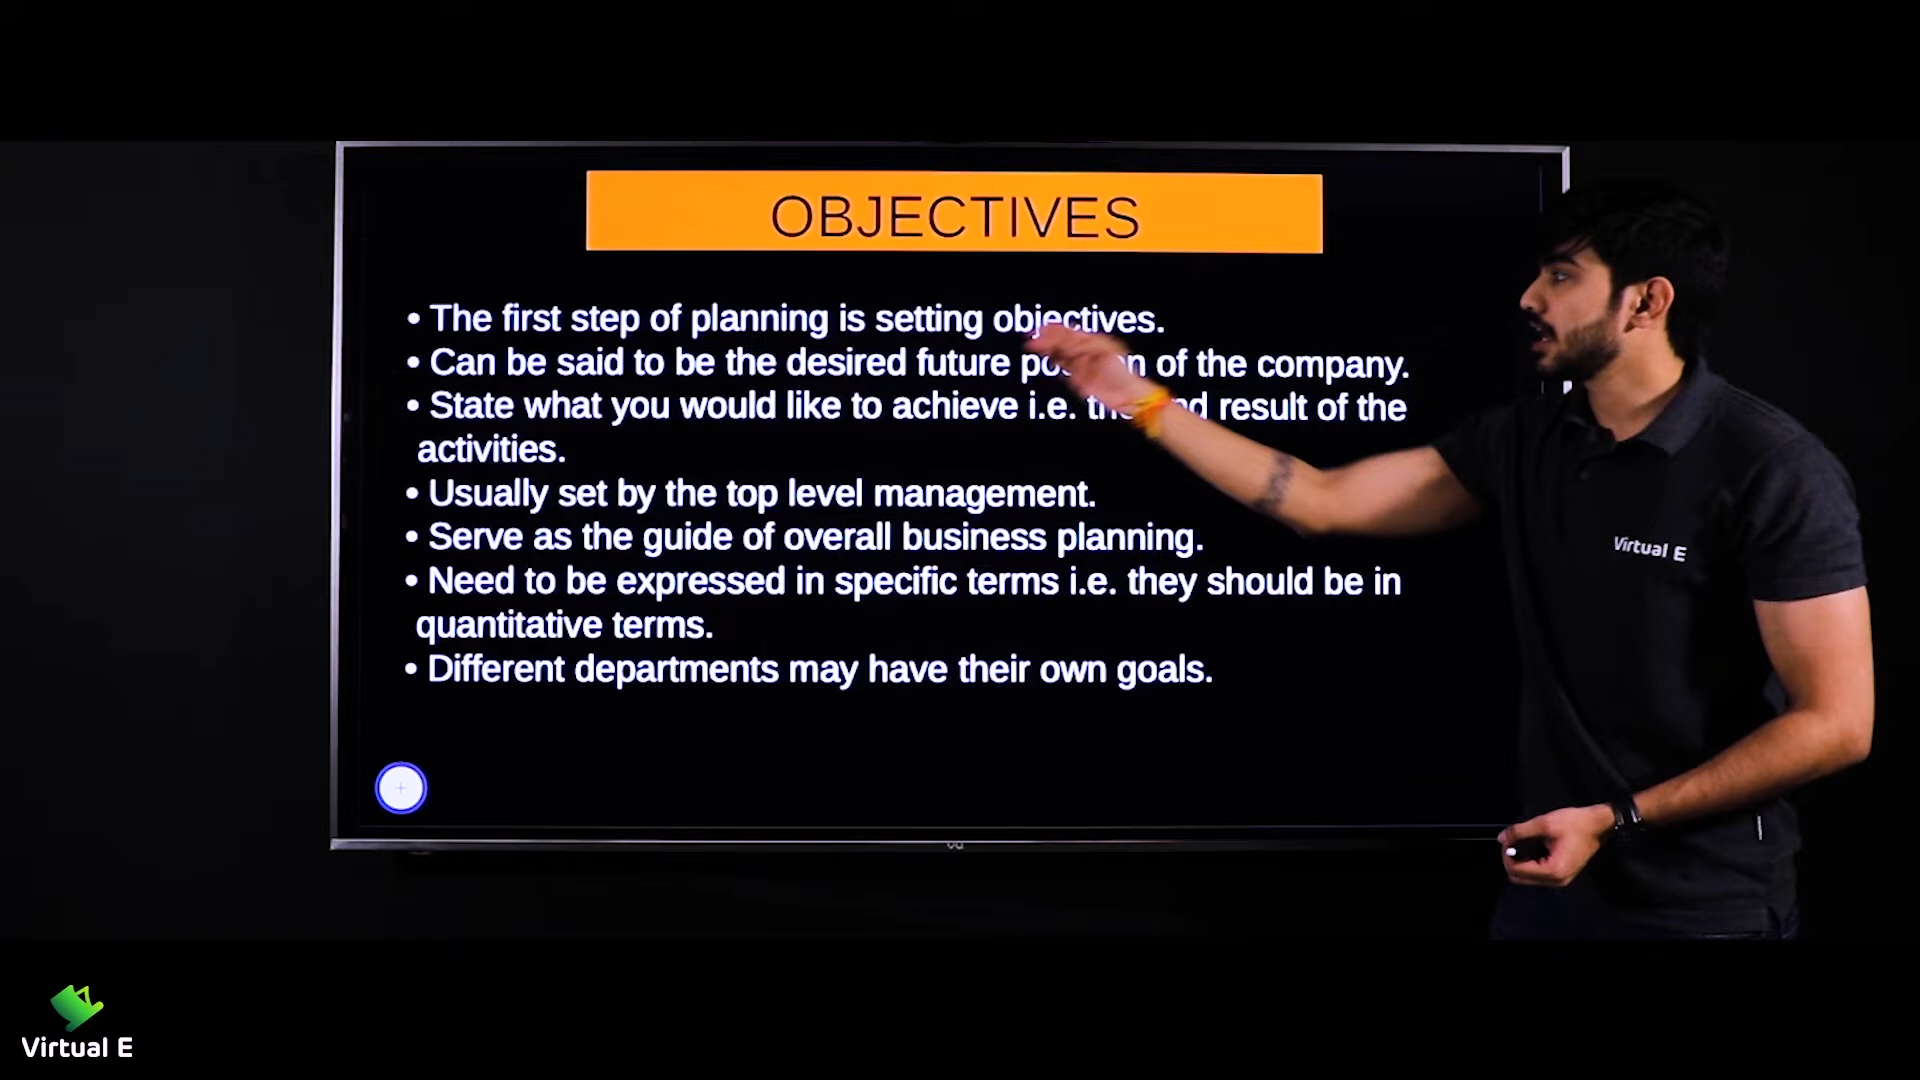 OBJECTIVES
• The first step of planning is setting objectives.
• Can be said to be the desired future of the company.
• State what you would like to achieve i.e. result of the
activities.
• Usually set by the top level management.
• Serve as the guide of overall business planning.
• Need to be expressed in specific terms i.e. they should be in
quantitative terms.
• Different departments may have their own goals.
Virtual E
Virtual E